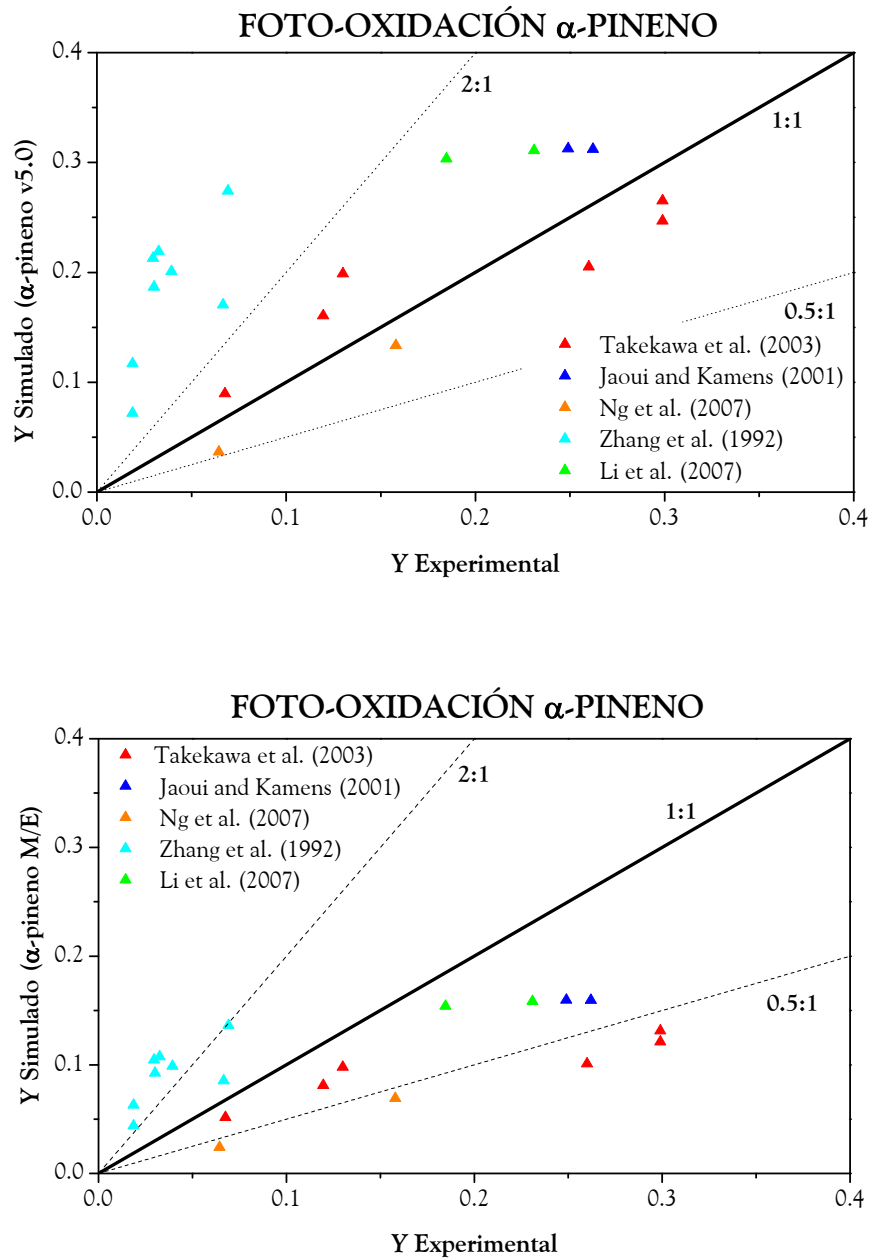 FOTO-OXIDACIÓN α-PINENO
0.4
2:1
1:1
0.3
Y Simulado (α-pineno v5.0)
0.2
0.5:1
Takekawa et al. (2003)
Jaoui and Kamens (2001)
0.1
Ng et al. (2007)
Zhang et al. (1992)
Li et al. (2007)
0.0
0.0 0.1 0.2 0.3 0.4
Y Experimental
FOTO-OXIDACIÓN α-PINENO
0.4
Takekawa et al. (2003)
2:1
Jaoui and Kamens (2001)
1:1
Ng et al. (2007)
0.3
Zhang et al. (1992)
Li et al. (2007)
Y Simulado (α-pineno M/E)
0.2
0.5:1
0.1
0.0
0.0 0.1 0.2 0.3 0.4
Y Experimental